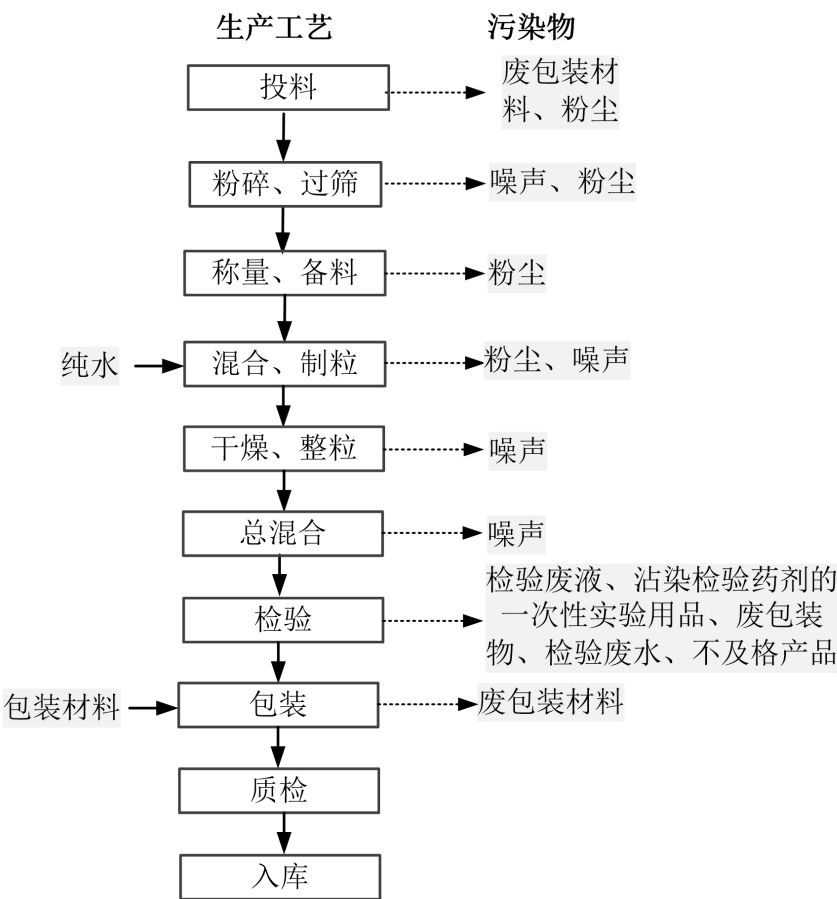 生产工艺
污染物
投料
废包装材
料、粉尘
粉碎、过筛
噪声、粉尘
称量、备料
粉尘
纯水
混合、制粒
粉尘、噪声
干燥、整粒
噪声
总混合
噪声
检验
检验废液、沾染检验药剂的
一次性实验用品、废包装
物、检验废水、不及格产品
包装材料
包装
废包装材料
质检
入库